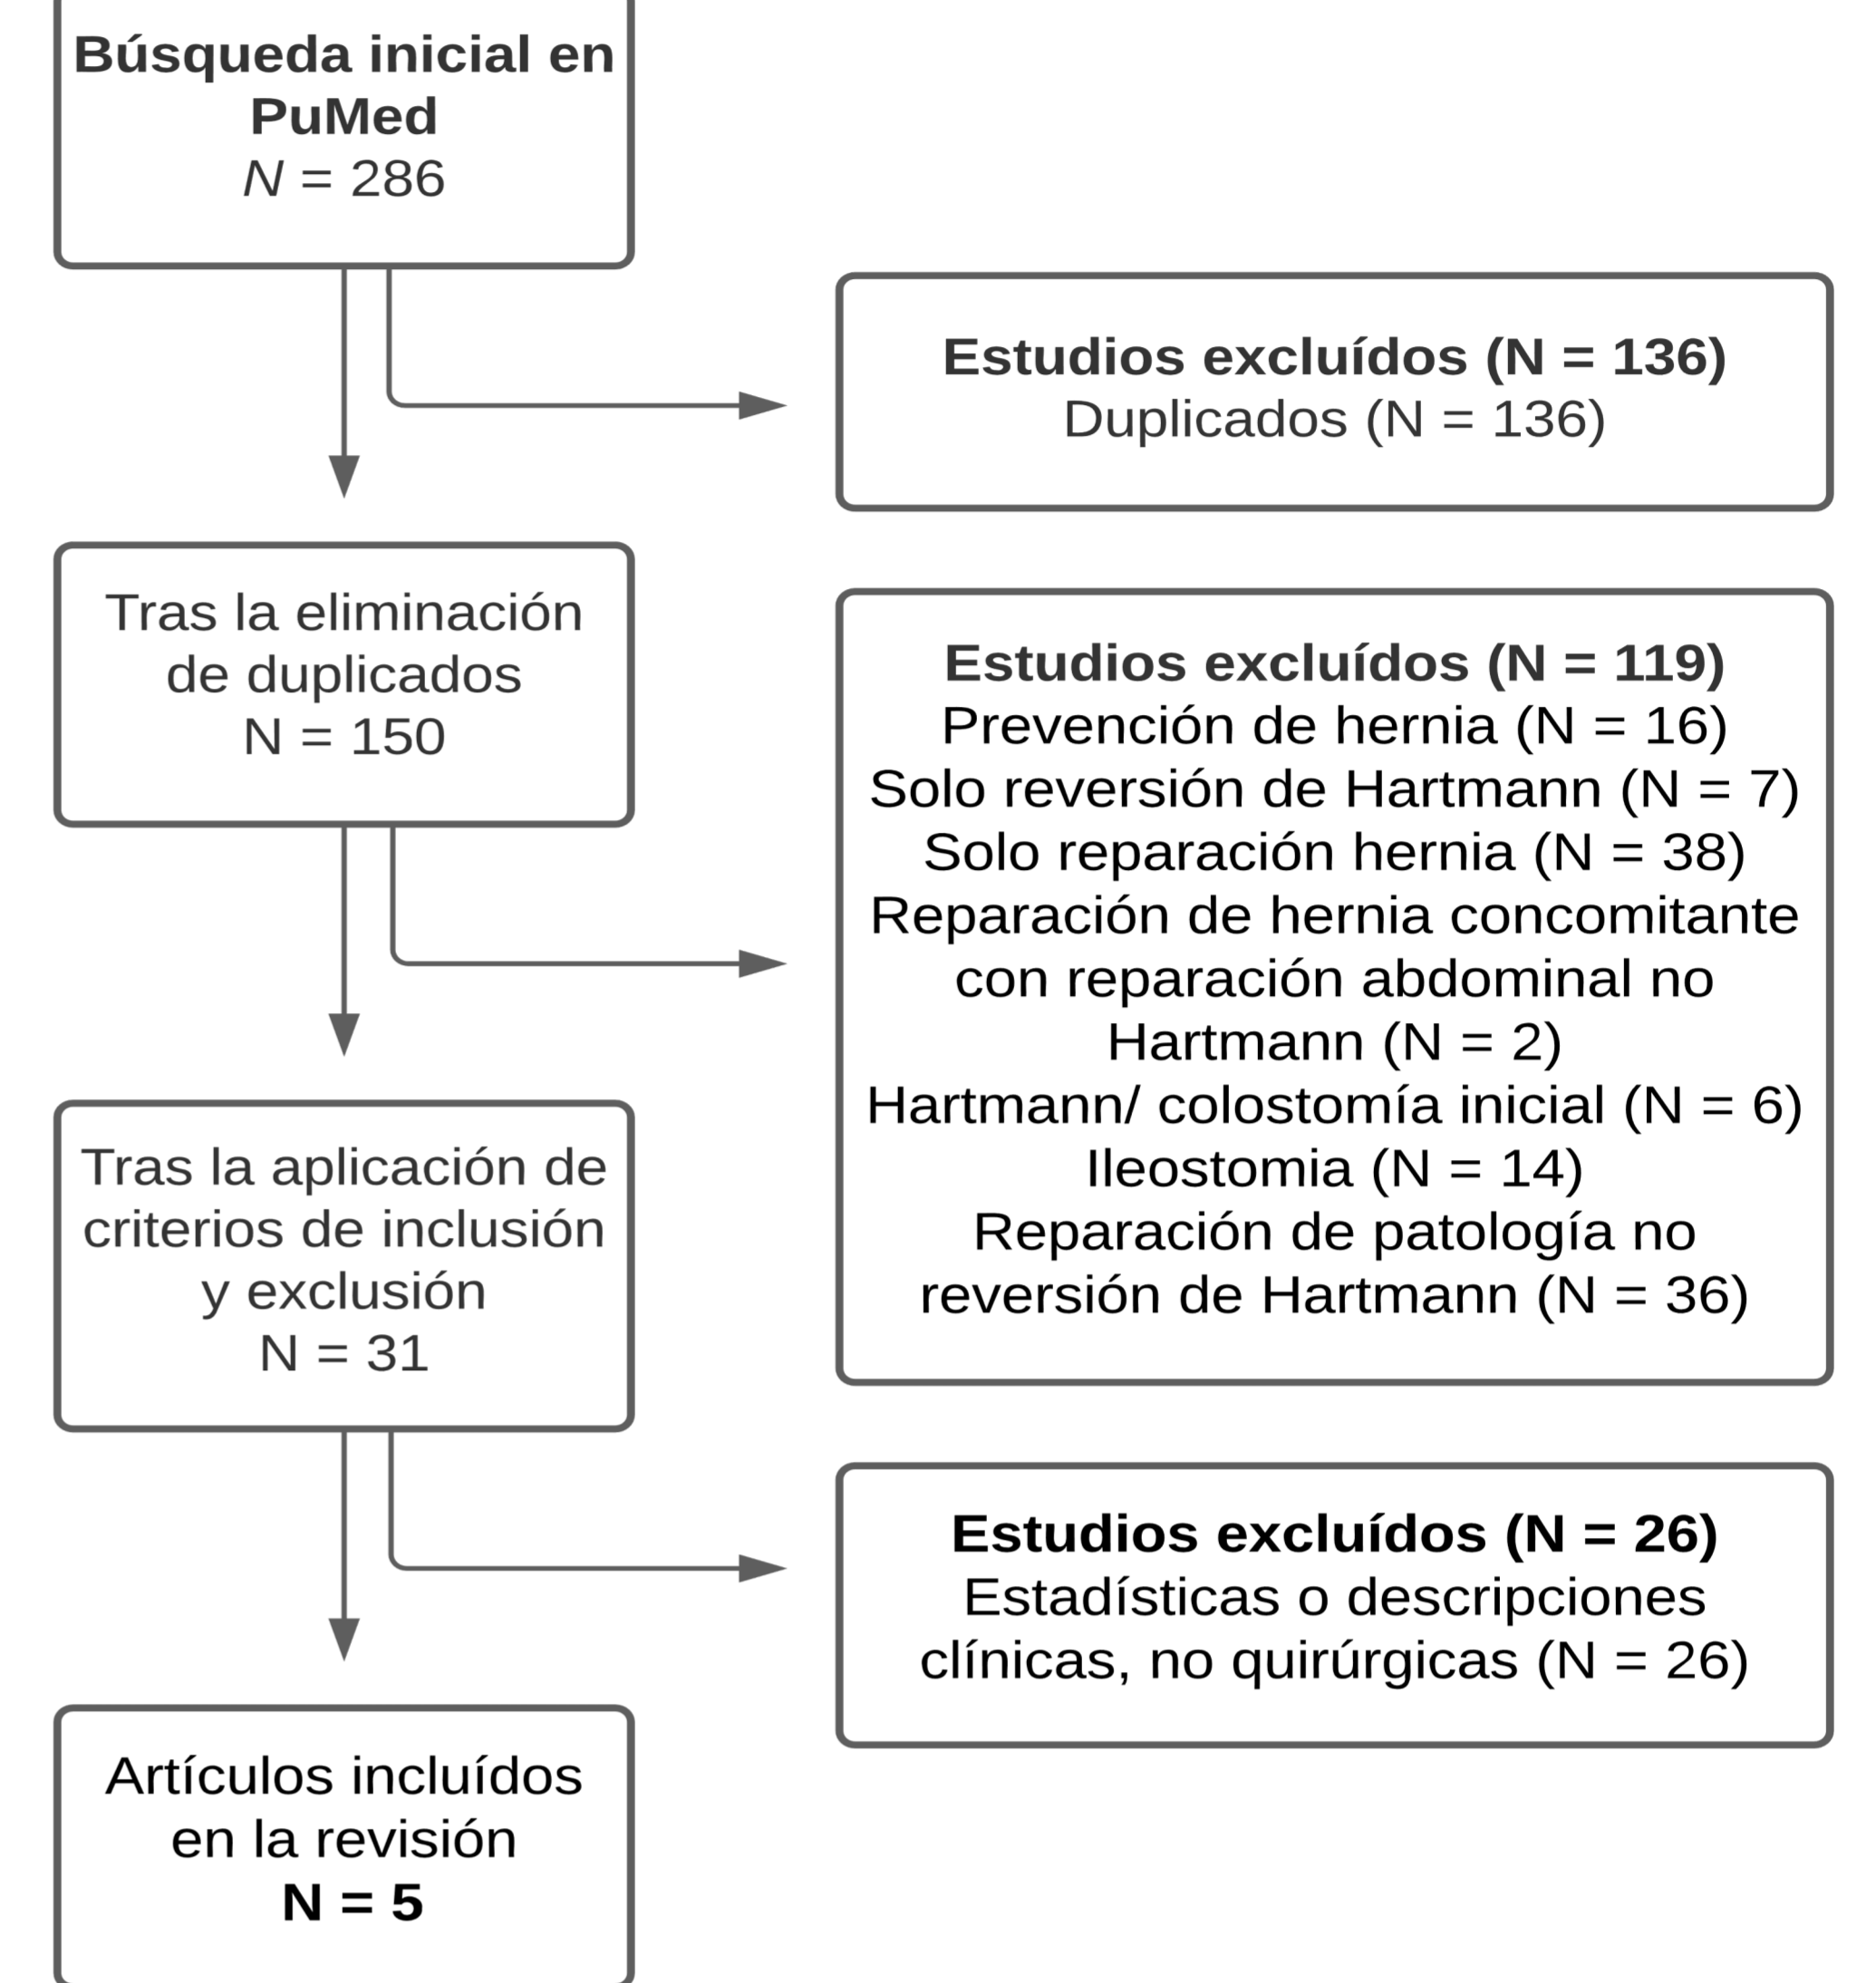 Búsqueda inicial en
PuMed
N = 286
Estudios excluídos (N = 136)
Duplicados (N = 136)
Tras la eliminación
de duplicados
N = 150
Estudios excluídos (N = 119)
Prevención de hernia (N = 16)
Solo reversión de Hartmann (N = 7)
Solo reparación hernia (N = 38)
Reparación de hernia concomitante
con reparación abdominal no
Hartmann (N = 2)
Hartmann/ colostomía inicial (N = 6)
Ileostomia (N = 14)
Reparación de patología no
reversión de Hartmann (N = 36)
Tras la aplicación de
criterios de inclusión
y exclusión
N = 31
Estudios excluídos (N = 26)
Estadísticas o descripciones
clínicas, no quirúrgicas (N = 26)
Artículos incluídos
en la revisión
N = 5